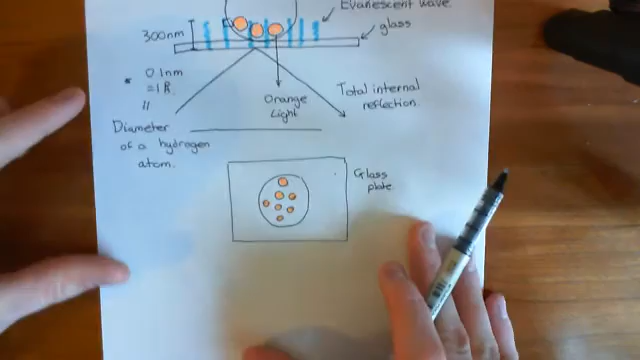 Evanescent wave.
glass
300nm
* 0.1nm
= 1 Å.
"
Diameter
of a hydrogen
atom.
Orange
Light
Total internal
reflection.
Glass
plate.